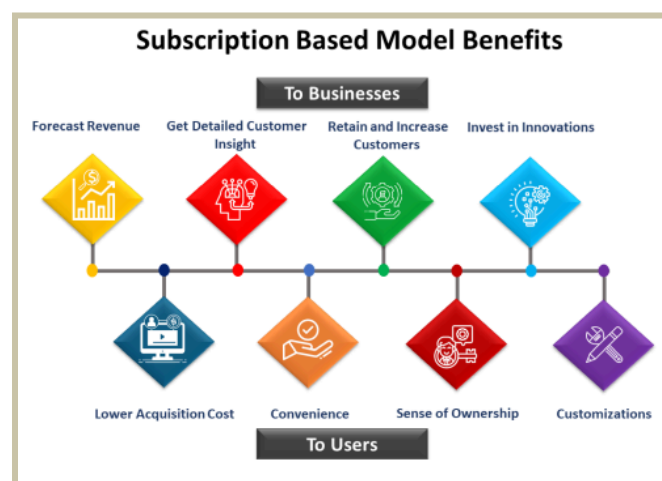 Subscription Based Model Benefits
To Businesses
Forecast Revenue
Get Detailed Customer
Insight
Retain and Increase
Customers
Invest in Innovations
Lower Acquisition Cost
Convenience
Sense of Ownership
Customizations
To Users